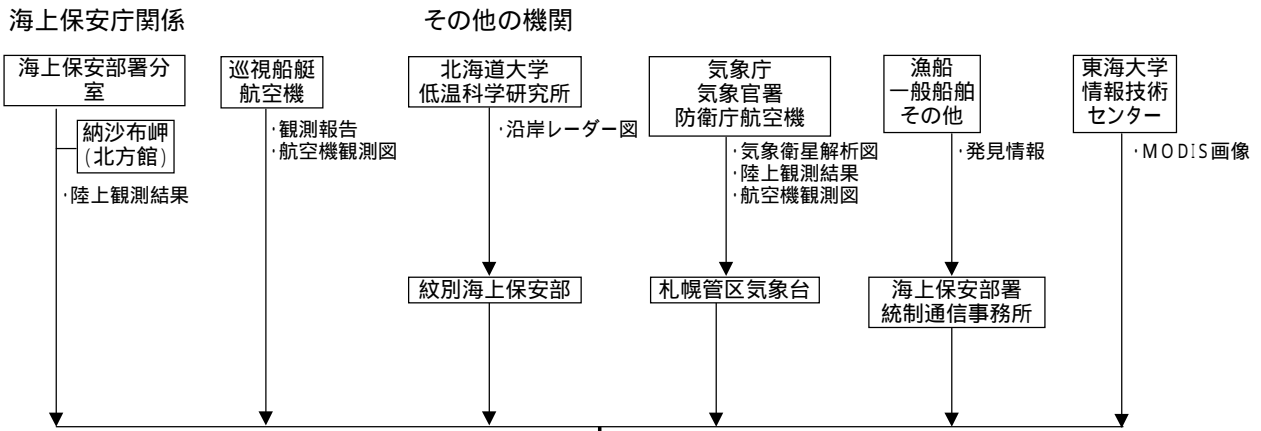 海上保安庁関係
その他の機関
海上保安部署分
室
納沙布岬
(北方館)
・陸上観測結果
巡視船艇
航空機
・観測報告
・航空機観測図
北海道大学
低温科学研究所
・沿岸レーダー図
紋別海上保安部
気象庁
気象官署
防衛庁航空機
・気象衛星解析図
・陸上観測結果
・航空機観測図
札幌管区気象台
漁船
一般船舶
その他
・発見情報
海上保安部署
統制通信事務所
東海大学
情報技術
センター
・MODIS画像